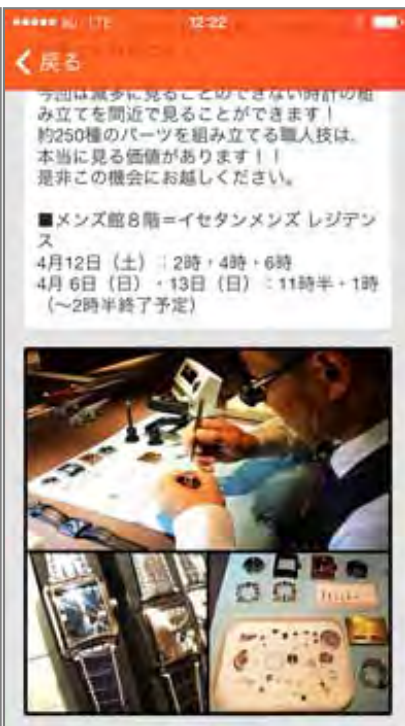 au LTE 12:22
戻る
今回は滅多に見ることのできない時計の組
み立てを間近で見ることができます！
約250種のパーツを組み立てる職人技は、
本当に見る価値があります！！
是非この機会にお越しください。
■メンズ館８階＝イセタンメンズ レジデン
ス
4月12日（土）：2時・4時・6時
4月 6日（日）・13日（日）：11時半・1時
（〜2時半終了予定）